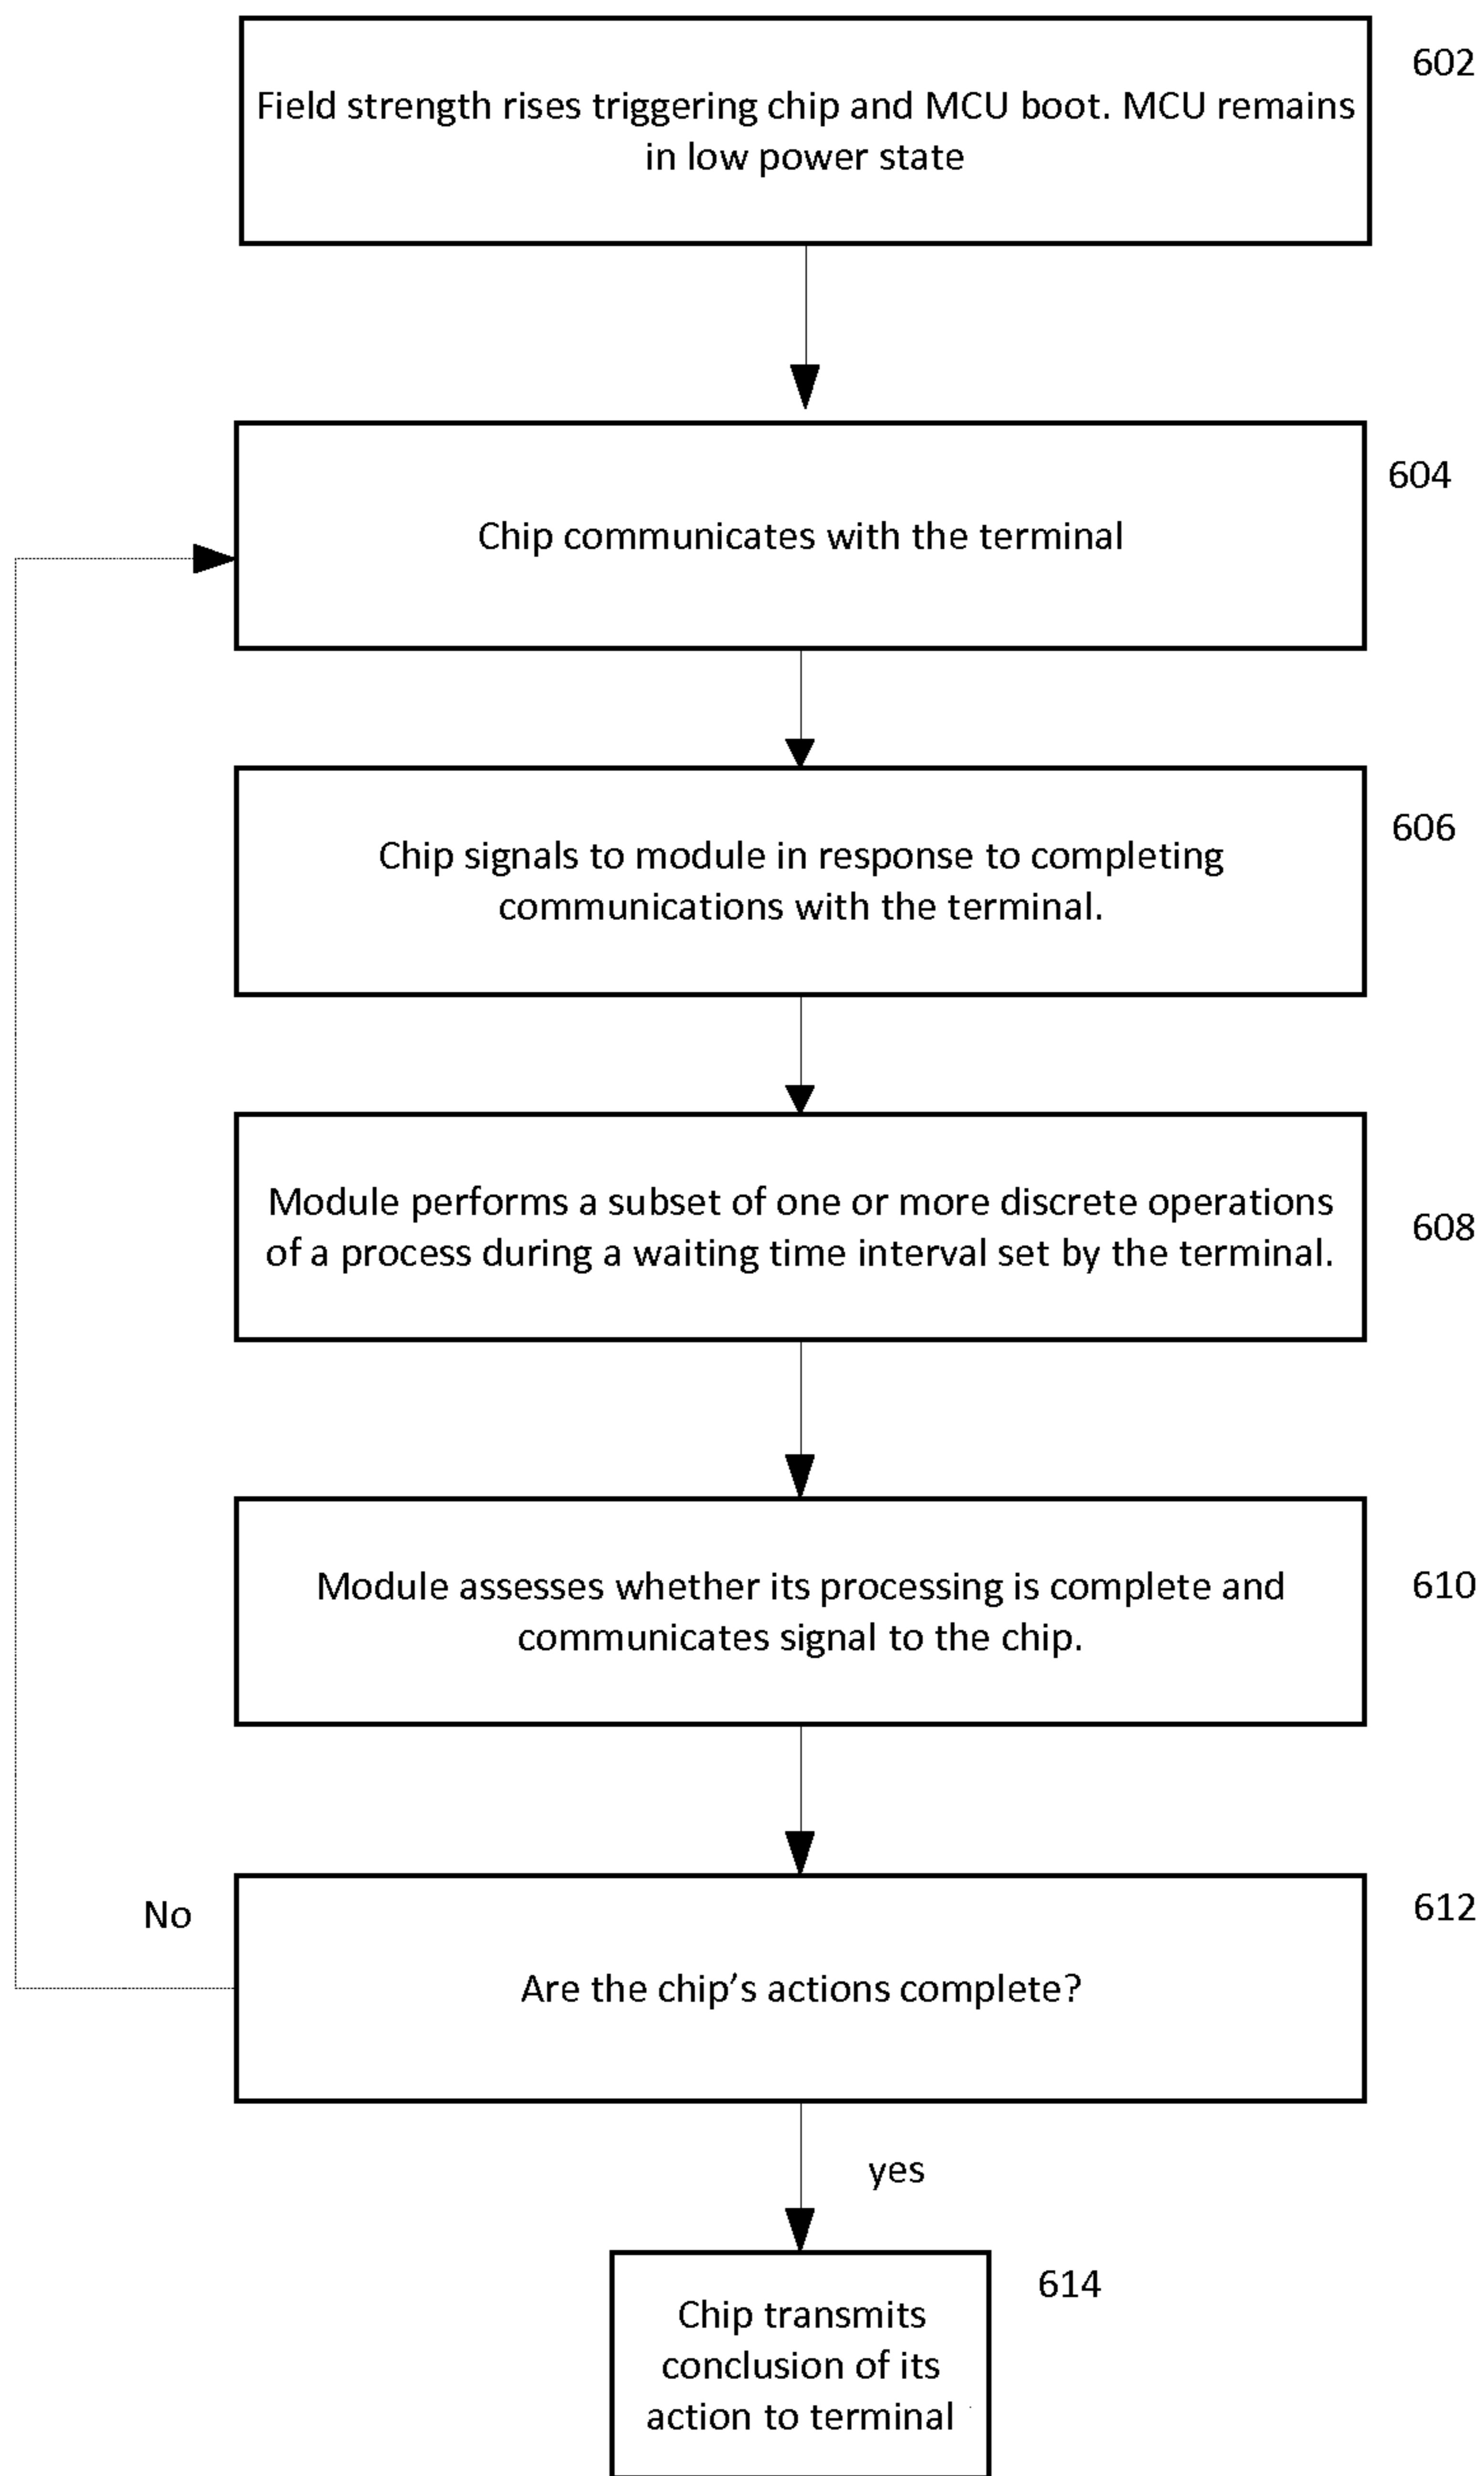 602
Field strength rises triggering chip and MCU boot. MCU remains
in low power state
604
Chip communicates with the terminal
606
Chip signals to module in response to completing
communications with the terminal.
Module performs a subset of one or more discrete operations
of a process during a waiting time interval set by the terminal.
608
Module assesses whether its processing is complete and
communicates signal to the chip.
610
No
612
Are the chip’s actions complete?
yes
614
Chip transmits
conclusion of its
action to terminal